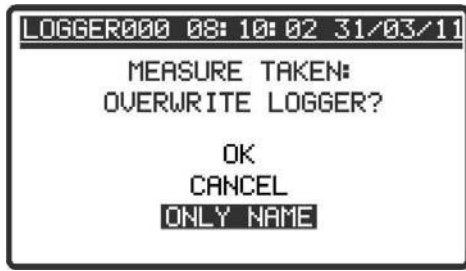 LOGGER000 08:10:02 31/03/11
MEASURE TAKEN:
OVERWRITE LOGGER?
OK
CANCEL
ONLY NAME